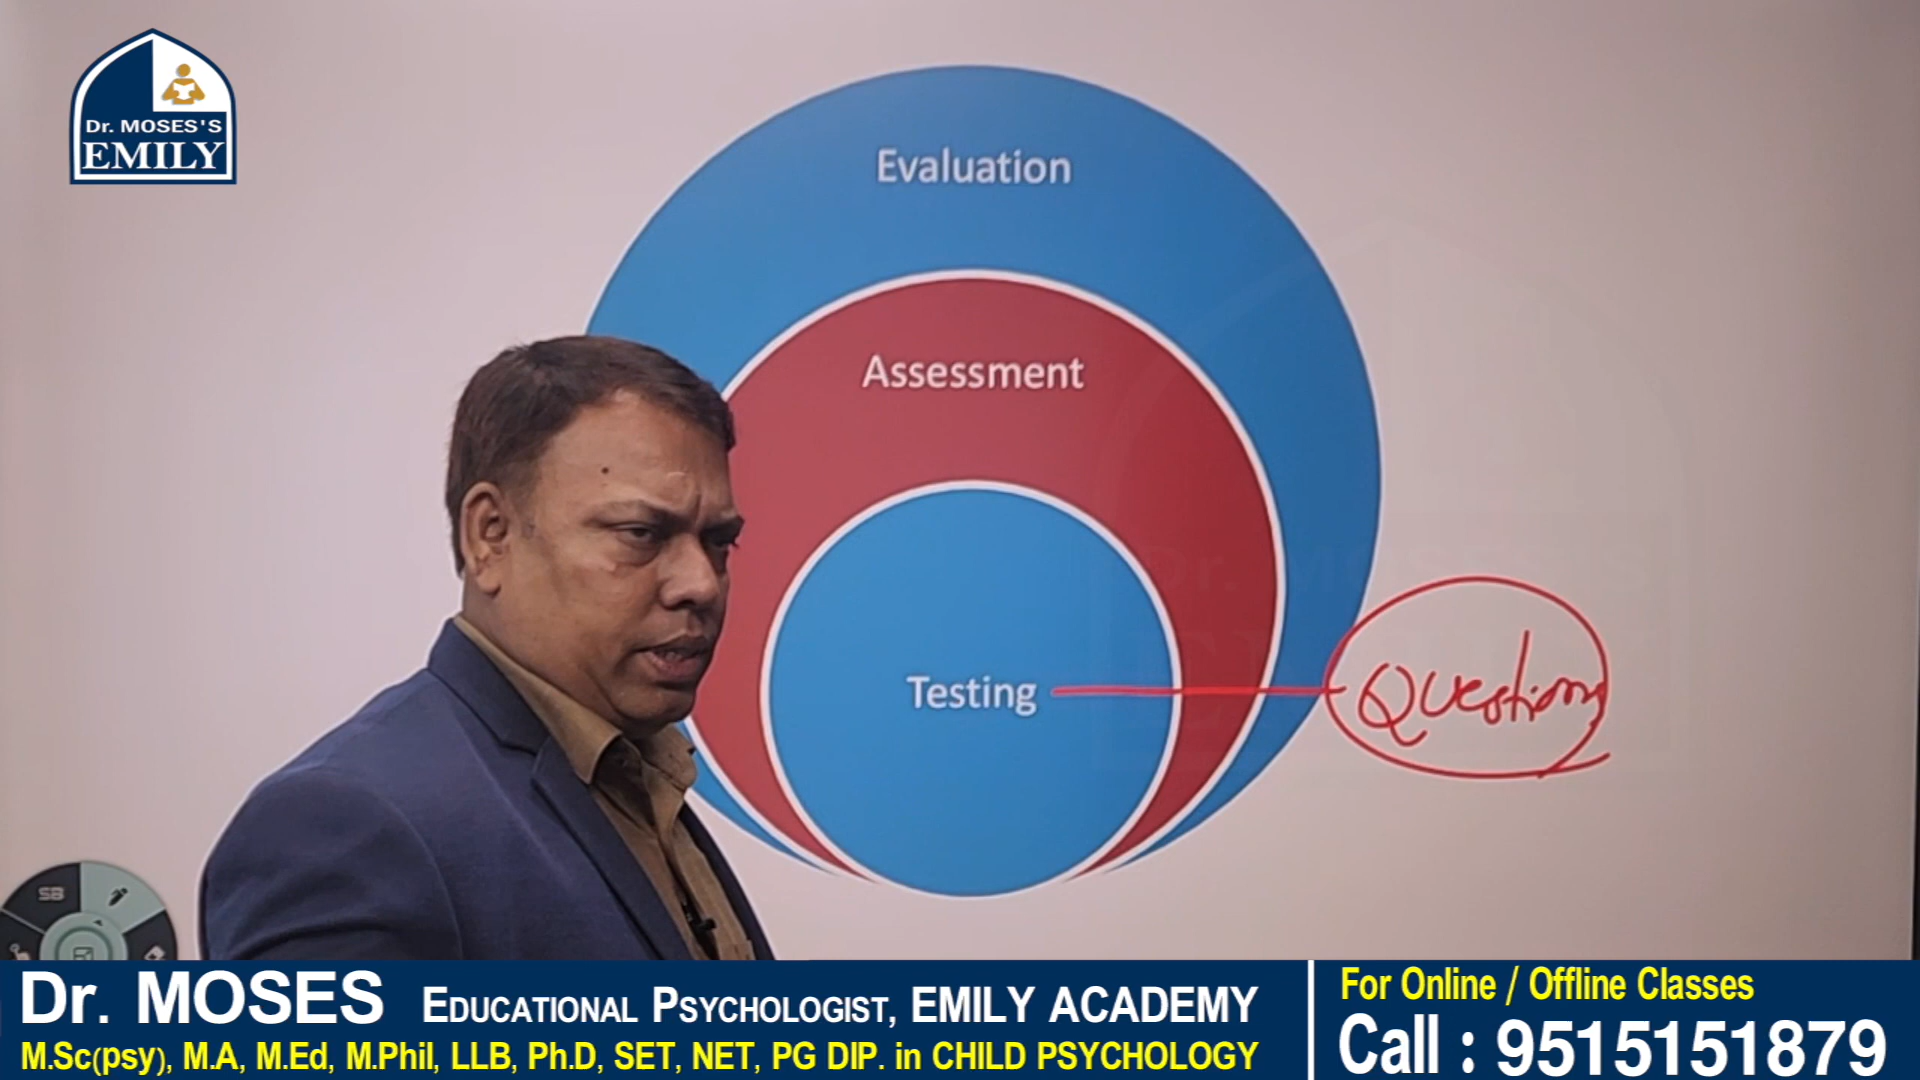 Dr. MOSES'S
EMILY
Evaluation
Assessment
Testing
Questions
SB
Dr. MOSES EDUCATIONAL PSYCHOLOGIST, EMILY ACADEMY
M.Sc(psy), M.A, M.Ed, M.Phil, LLB, Ph.D, SET, NET, PG DIP. in CHILD PSYCHOLOGY
For Online / Offline Classes
Call : 9515151879